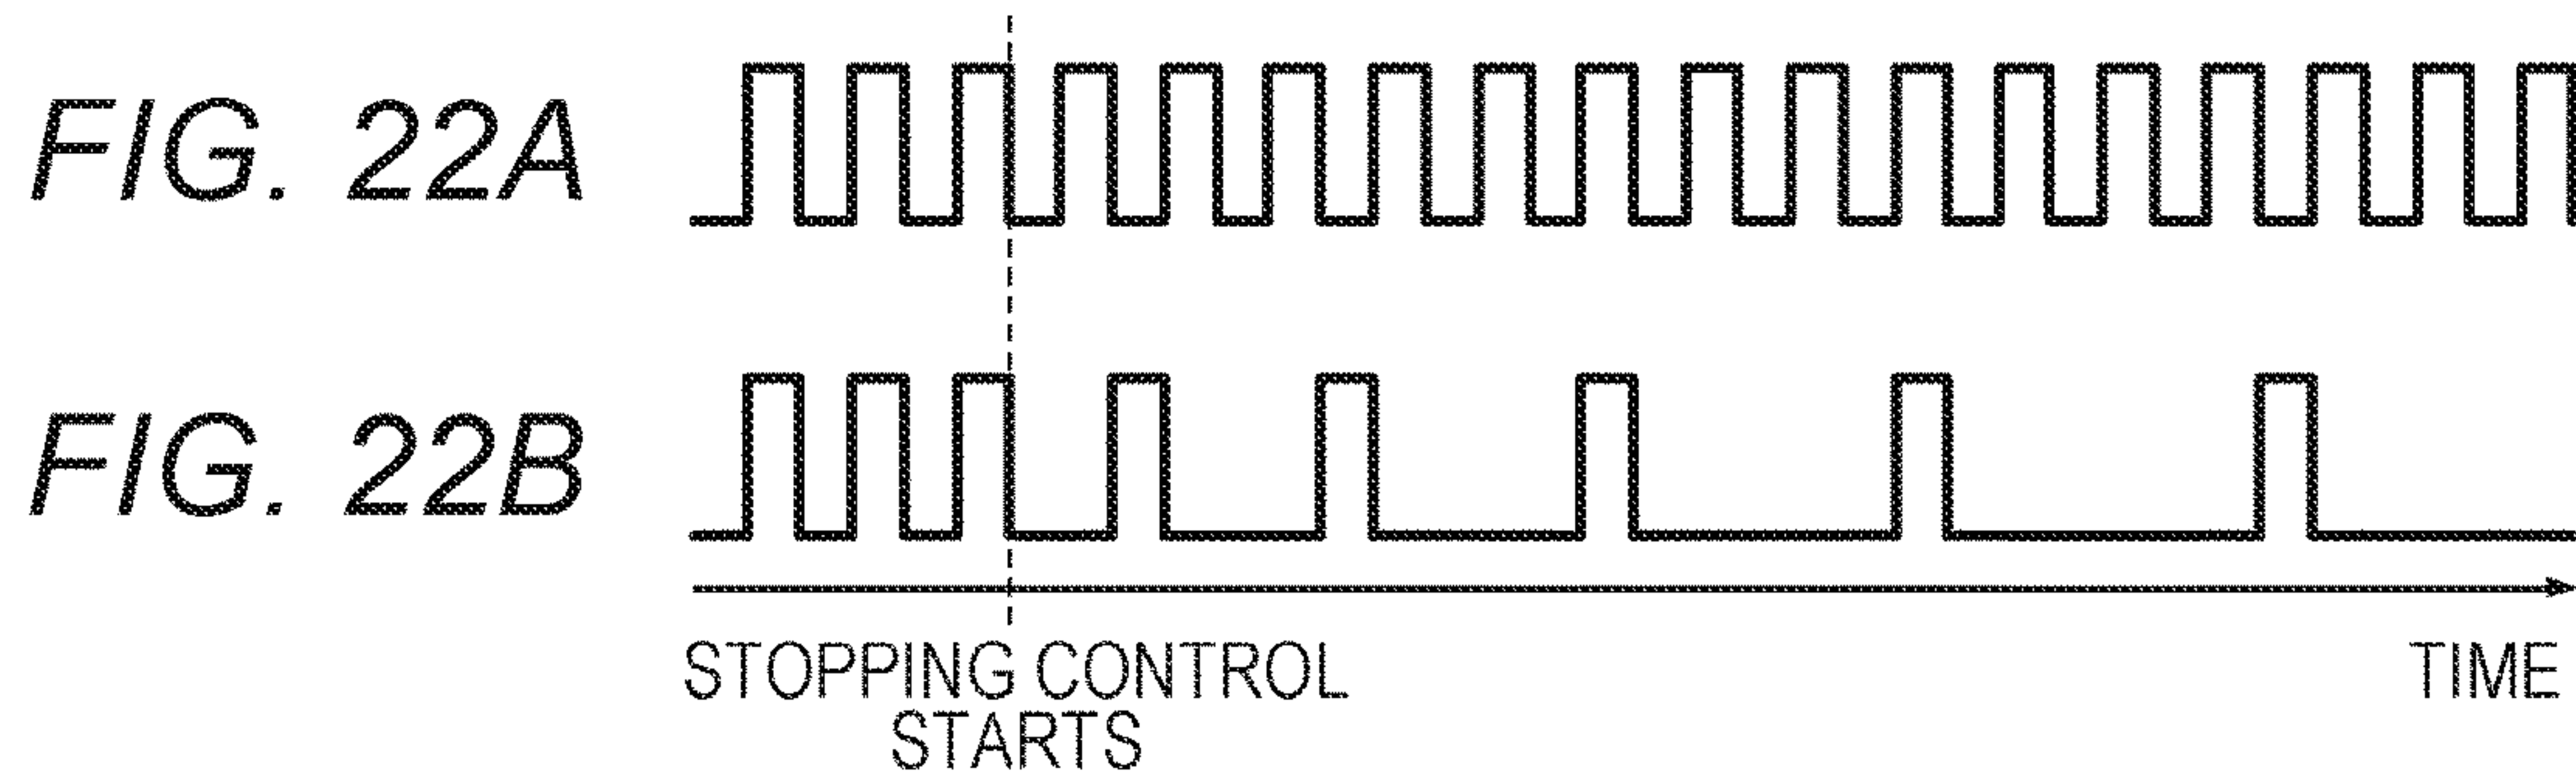 FIG. 22A
FIG. 22B
STOPPING CONTROL
STARTS
TIME